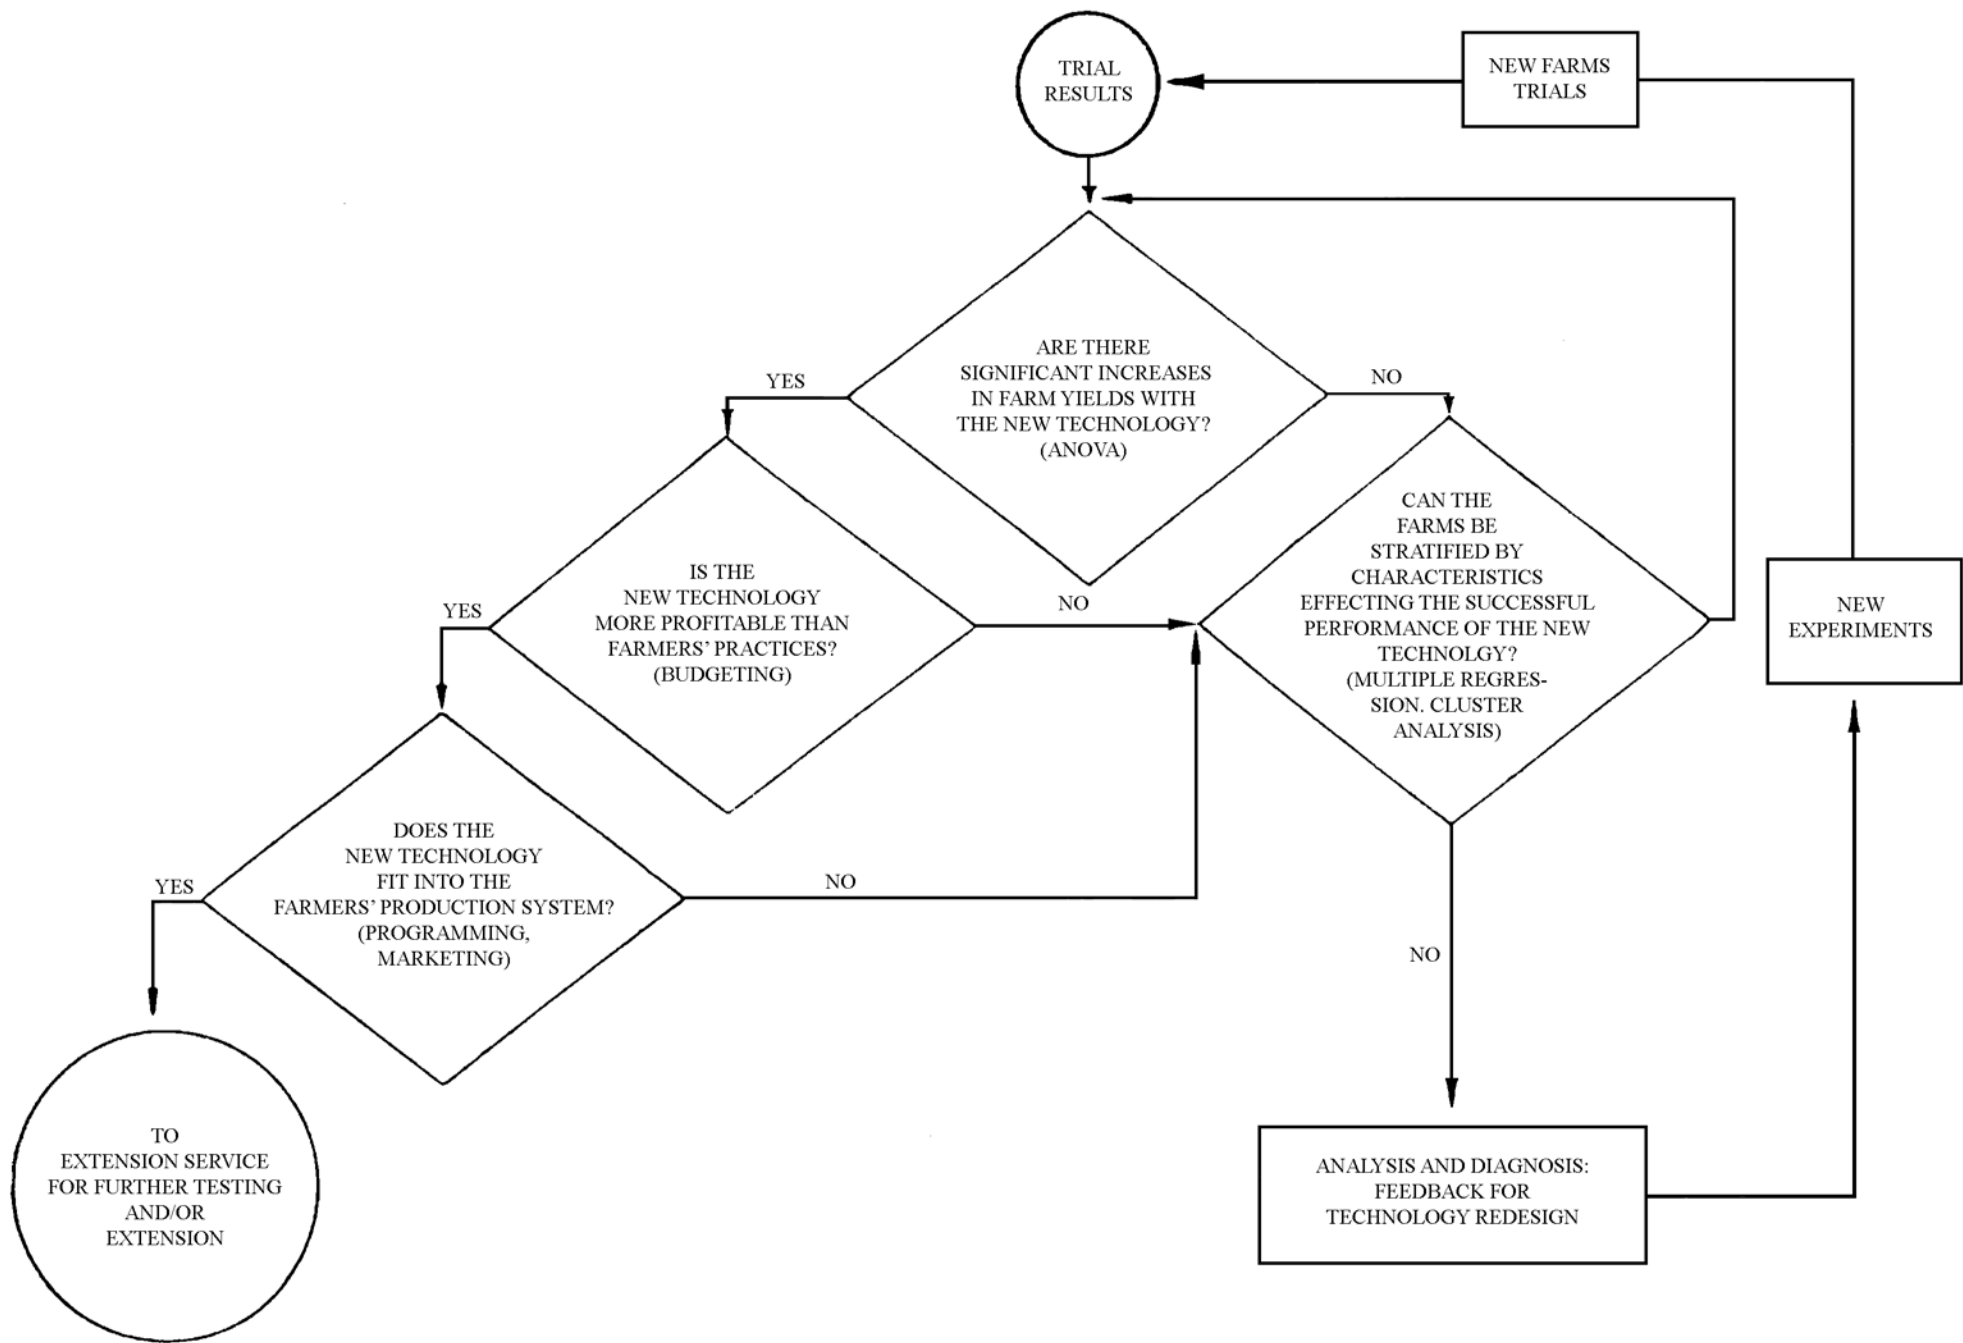 TRIAL
RESULTS
NEW FARMS
TRIALS
ARE THERE
SIGNIFICANT INCREASES
IN FARM YIELDS WITH
THE NEW TECHNOLOGY?
(ANOVA)
YES
NO
IS THE
NEW TECHNOLOGY
MORE PROFITABLE THAN
FARMERS' PRACTICES?
(BUDGETING)
YES
NO
CAN THE
FARMS BE
STRATIFIED BY
CHARACTERISTICS
EFFECTING THE SUCCESSFUL
PERFORMANCE OF THE NEW
TECHNOLGY?
(MULTIPLE REGRES-
SION. CLUSTER
ANALYSIS)
NEW
EXPERIMENTS
DOES THE
NEW TECHNOLOGY
FIT INTO THE
FARMERS' PRODUCTION SYSTEM?
(PROGRAMMING,
MARKETING)
YES
NO
NO
TO
EXTENSION SERVICE
FOR FURTHER TESTING
AND/OR
EXTENSION
ANALYSIS AND DIAGNOSIS:
FEEDBACK FOR
TECHNOLOGY REDESIGN